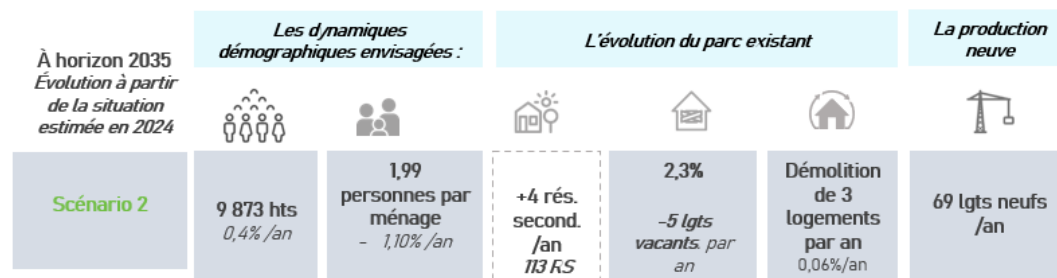 À horizon 2035
Évolution à partir
de la situation
estimée en 2024
Les dynamiques
démographiques envisagées :
L'évolution du parc existant
La production
neuve
Scénario 2
9 873 hts
0,4% /an
1,99
personnes par
ménage
- 1,10% /an
+4 rés.
second.
/an
113 RS
2,3%
-5 lgts
vacants. par
an
Démolition
de 3
logements
par an
0,06%/an
69 lgts neufs
/an